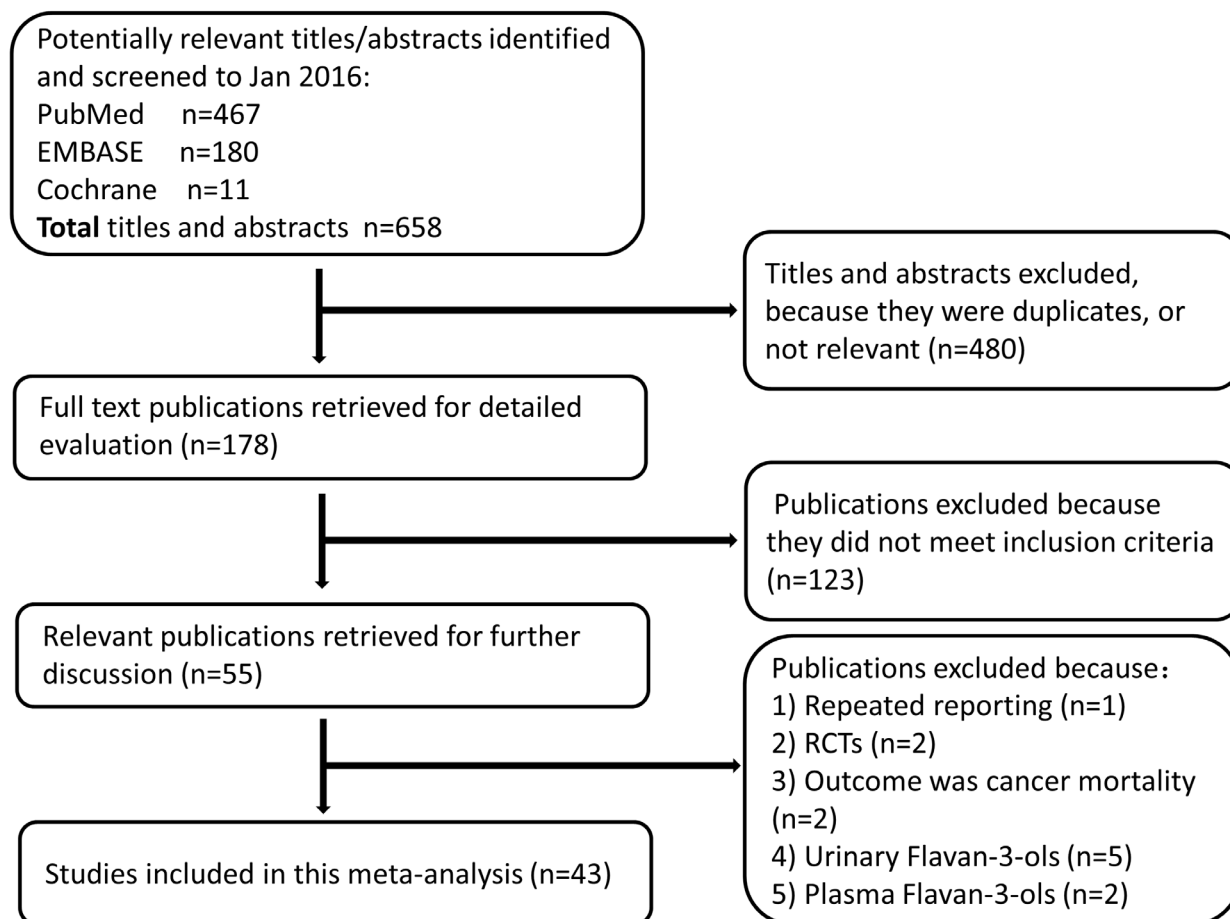 Potentially relevant titles/abstracts identified
and screened to Jan 2016:
PubMed n=467
EMBASE n=180
Cochrane n=11
Total titles and abstracts n=658
Titles and abstracts excluded,
because they were duplicates, or
not relevant (n=480)
Full text publications retrieved for detailed
evaluation (n=178)
Publications excluded because
they did not meet inclusion criteria
(n=123)
Relevant publications retrieved for further
discussion (n=55)
Publications excluded because：
1) Repeated reporting (n=1)
2) RCTs (n=2)
3) Outcome was cancer mortality
(n=2)
4) Urinary Flavan-3-ols (n=5)
5) Plasma Flavan-3-ols (n=2)
Studies included in this meta-analysis (n=43)